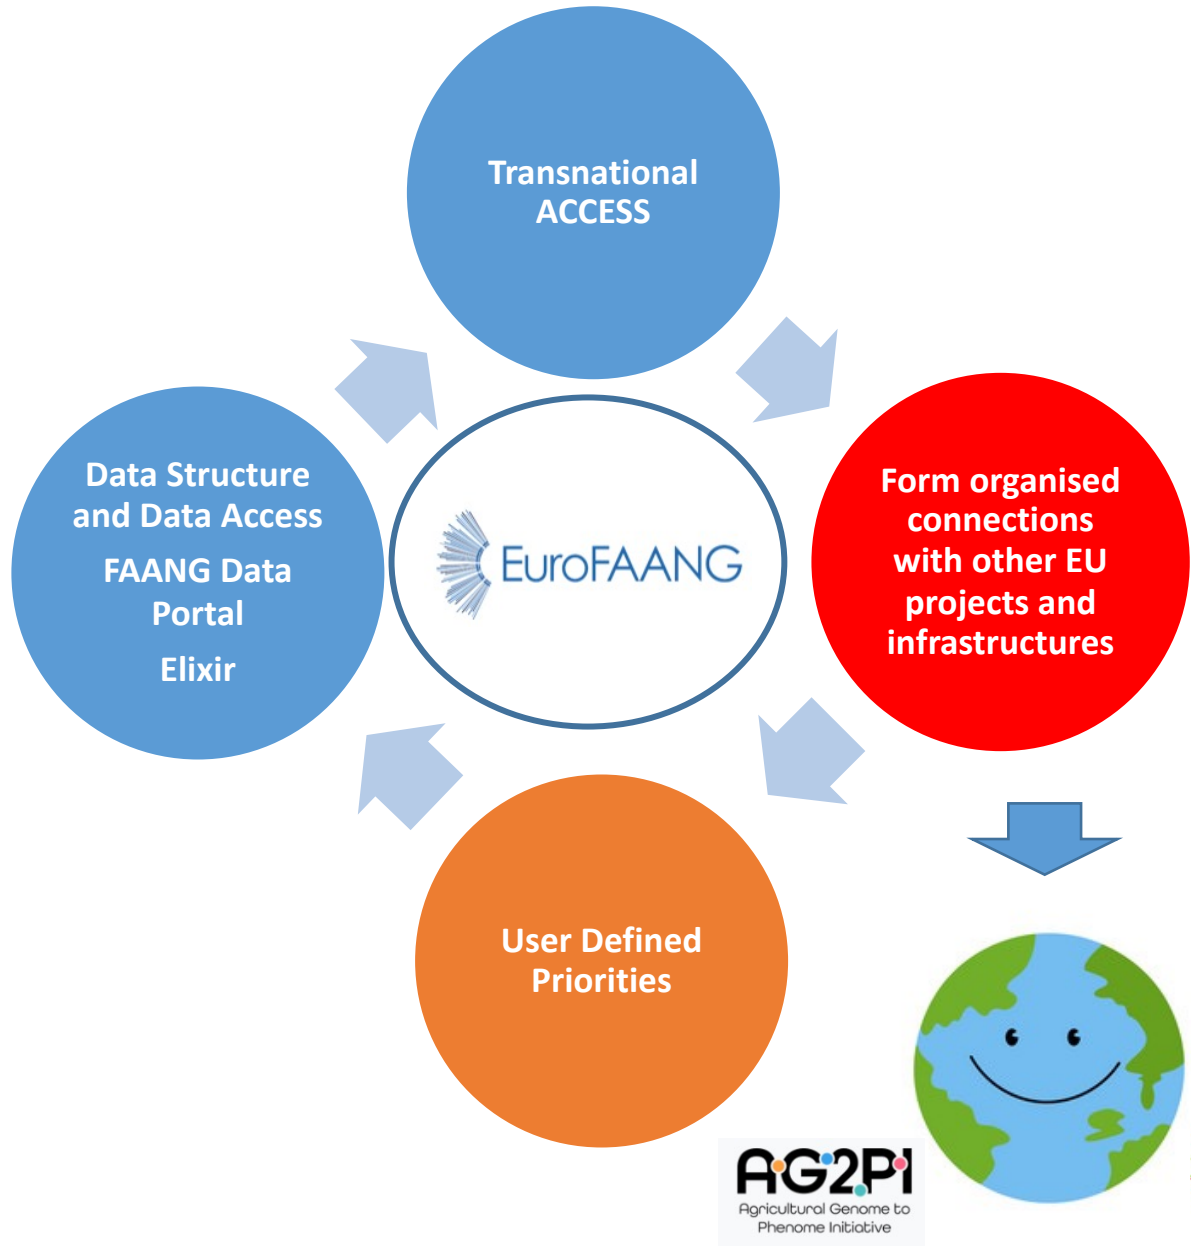 Transnational
ACCESS
Data Structure
and Data Access
FAANG Data
Portal
Elixir
EuroFAANG
Form organised
connections
with other EU
projects and
infrastructures
User Defined
Priorities
AG2PI
Agricultural Genome to
Phenome Initiative